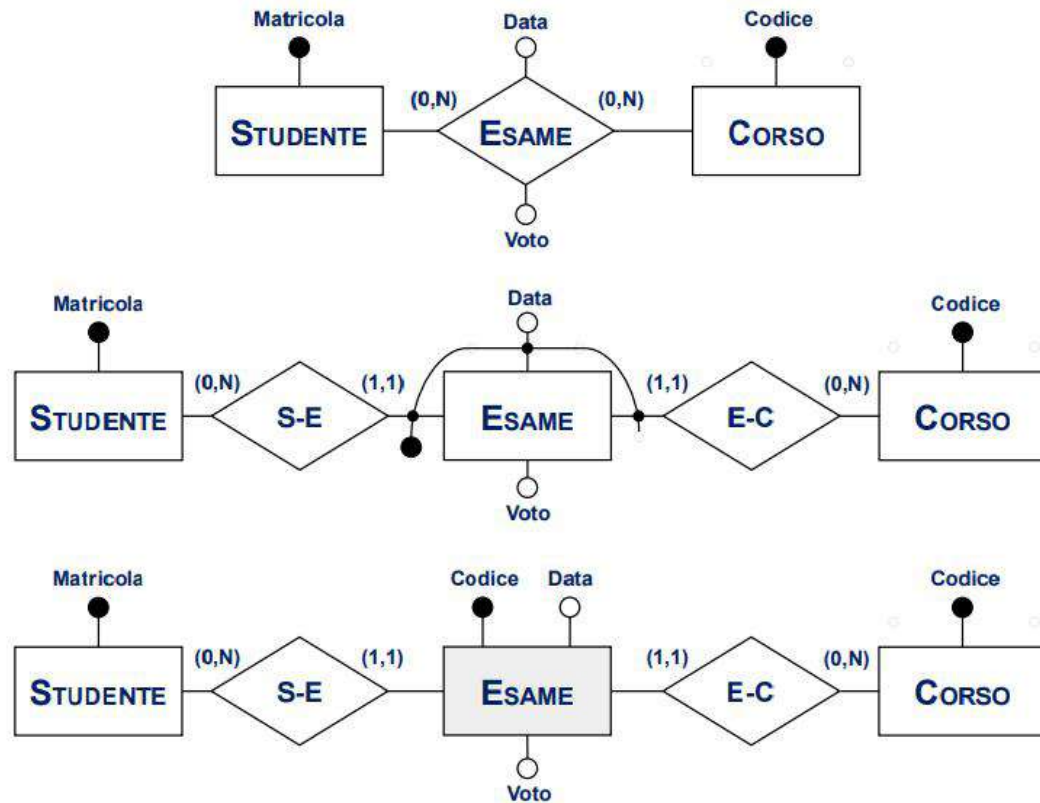 Matricola Data Codice
(0,N) (0,N)
STUDENTE ESAME CORSO
Voto
Matricola Data Codice
(0,N) (1,1) (1,1) (0,N)
STUDENTE S-E ESAME E-C CORSO
Voto
Matricola Codice Data Codice
(0,N) (1,1) (1,1) (0,N)
STUDENTE S-E ESAME E-C CORSO
Voto